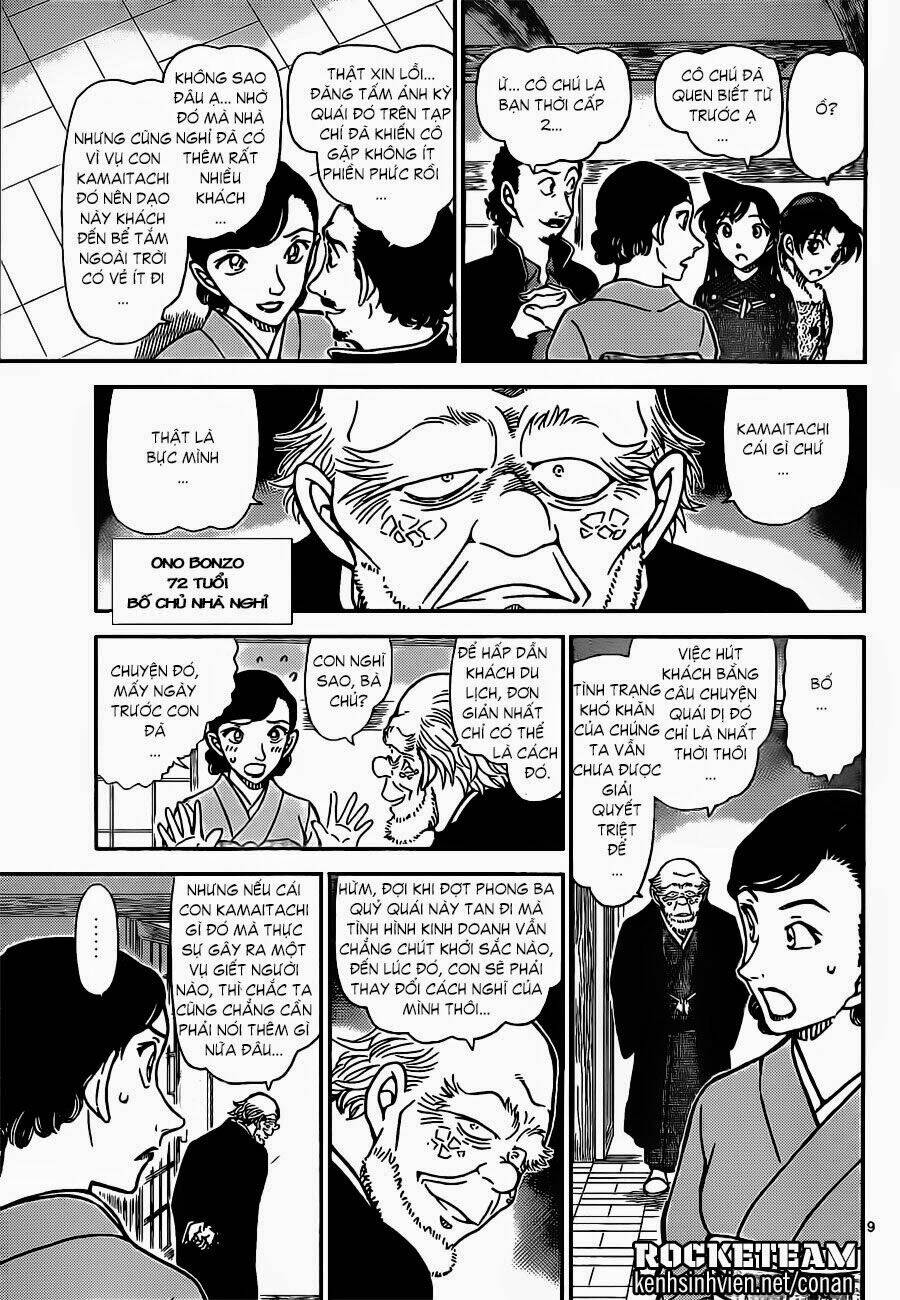 Ồ?
CÔ CHÚ ĐÃ
QUEN BIẾT TỪ
TRƯỚC Ạ
...
Ừ... CÔ CHÚ LÀ
BẠN THỜI CẤP
2...
THẬT XIN LỖI...
ĐĂNG TẤM ẢNH KỲ
QUÁI ĐÓ TRÊN TẠP
CHÍ ĐÃ KHIẾN CÔ
GẶP KHÔNG ÍT
PHIỀN PHỨC RỒI
...
KHÔNG SAO
ĐÂU Ạ... NHỜ
ĐÓ MÀ NHÀ
NGHỈ ĐÃ CÓ
THÊM RẤT
NHIỀU
KHÁCH
...
NHƯNG CŨNG
VÌ VỤ CON
KAMAITACHI
ĐÓ NÊN DẠO
NÀY KHÁCH
ĐẾN BỂ TẮM
NGOÀI TRỜI
CÓ VẺ ÍT ĐI
...
KAMAITACHI
CÁI GÌ CHỨ
...
THẬT LÀ
BỰC MÌNH
...
ONO BONZO
72 TUỔI
BỐ CHỦ NHÀ NGHỈ
BỐ
...
VIỆC HÚT
KHÁCH BẰNG
CÂU CHUYỆN
QUÁI DỊ ĐÓ
CHỈ LÀ NHẤT
THỜI THÔI
...
TÌNH TRẠNG
KHÓ KHĂN
CỦA CHÚNG
TA VẪN
CHƯA ĐƯỢC
GIẢI
QUYẾT
TRIỆT
ĐỂ
...
ĐỂ HẤP DẪN
KHÁCH DU
LỊCH, ĐƠN
GIẢN NHẤT
CHỈ CÓ THỂ
LÀ CÁCH
ĐÓ.
CON NGHĨ
SAO, BÀ
CHỦ?
CHUYỆN ĐÓ,
MẤY NGÀY
TRƯỚC CON
ĐÃ
...
HỪM, ĐỢI KHI ĐỢT PHONG BA
QUỶ QUÁI NÀY TAN ĐI MÀ
TÌNH HÌNH KINH DOANH VẪN
CHẲNG CHÚT KHỞI SẮC NÀO,
ĐẾN LÚC ĐÓ, CON SẼ PHẢI
THAY ĐỔI CÁCH NGHĨ CỦA
MÌNH THÔI...
NHƯNG NẾU CÁI
CON KAMAITACHI
GÌ ĐÓ MÀ THỰC
SỰ GÂY RA MỘT
VỤ GIẾT NGƯỜI
NÀO, THÌ CHẮC TA
CŨNG CHẲNG CẦN
PHẢI NÓI THÊM GÌ
NỮA ĐÂU...
......
9
ROCKETEAM
kenhsinhvien.net/conan